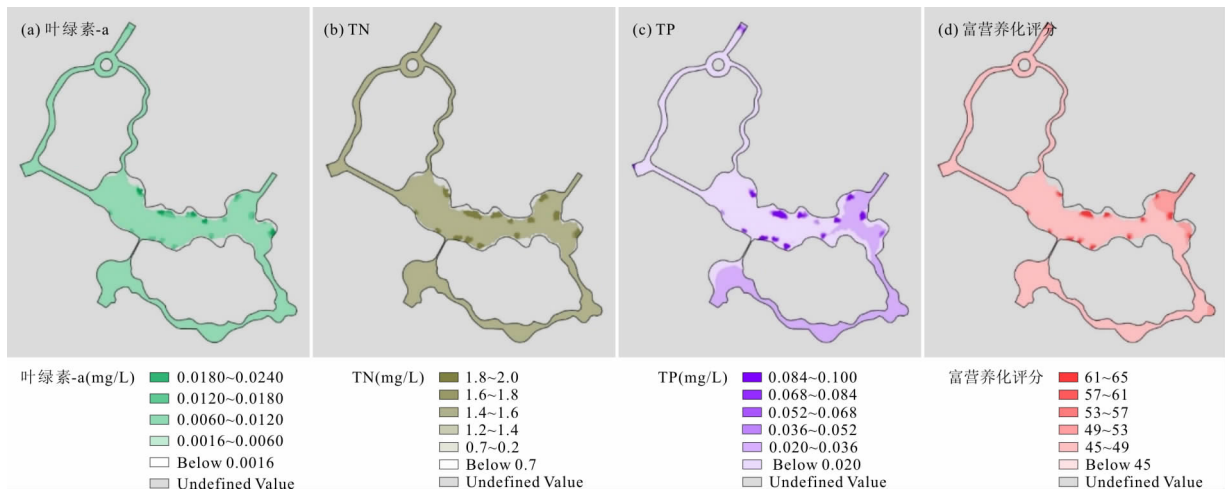 (a) 叶绿素-a
(b) TN
(c) TP
(d) 富营养化评分
叶绿素-a(mg/L)
0.0180~0.0240
0.0120~0.0180
0.0060~0.0120
0.0016~0.0060
Below 0.0016
Undefined Value
TN(mg/L)
1.8~2.0
1.6~1.8
1.4~1.6
1.2~1.4
0.7~0.2
Below 0.7
Undefined Value
TP(mg/L)
0.084~0.100
0.068~0.084
0.052~0.068
0.036~0.052
0.020~0.036
Below 0.020
Undefined Value
富营养化评分
61~65
57~61
53~57
49~53
45~49
Below 45
Undefined Value